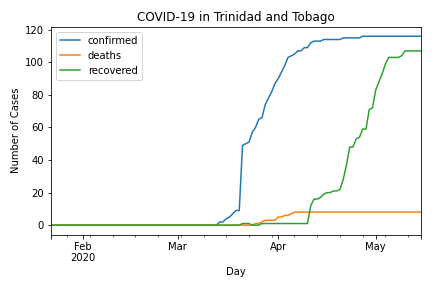 COVID-19 in Trinidad and Tobago
confirmed
deaths
recovered
Number of Cases
120
100
80
60
40
20
0
Feb
2020
Mar
Apr
May
Day